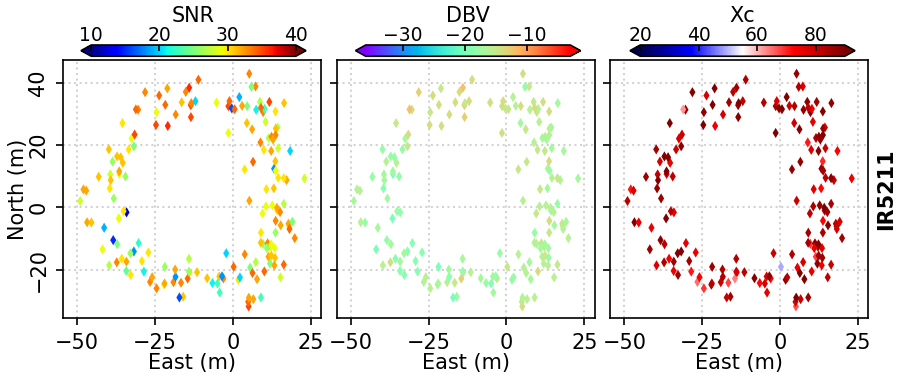 SNR DBV Xc
10 20 30 40 −30 −20 −10 20 40 60 80
40
20
0
−20
North (m)
IR5211
−50 −25 0 25 −50 −25 0 25 −50 −25 0 25
East (m) East (m) East (m)